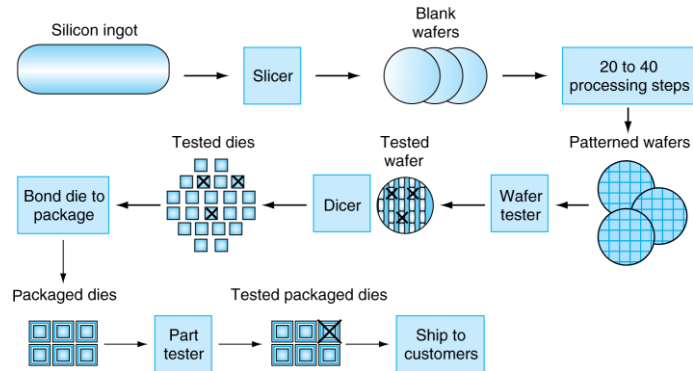 Silicon ingot
Slicer
Blank
wafers
20 to 40
processing steps
Tested dies
Tested
wafer
Patterned wafers
Bond die to
package
Dicer
Wafer
tester
Packaged dies
Tested packaged dies
Part
tester
Ship to
customers